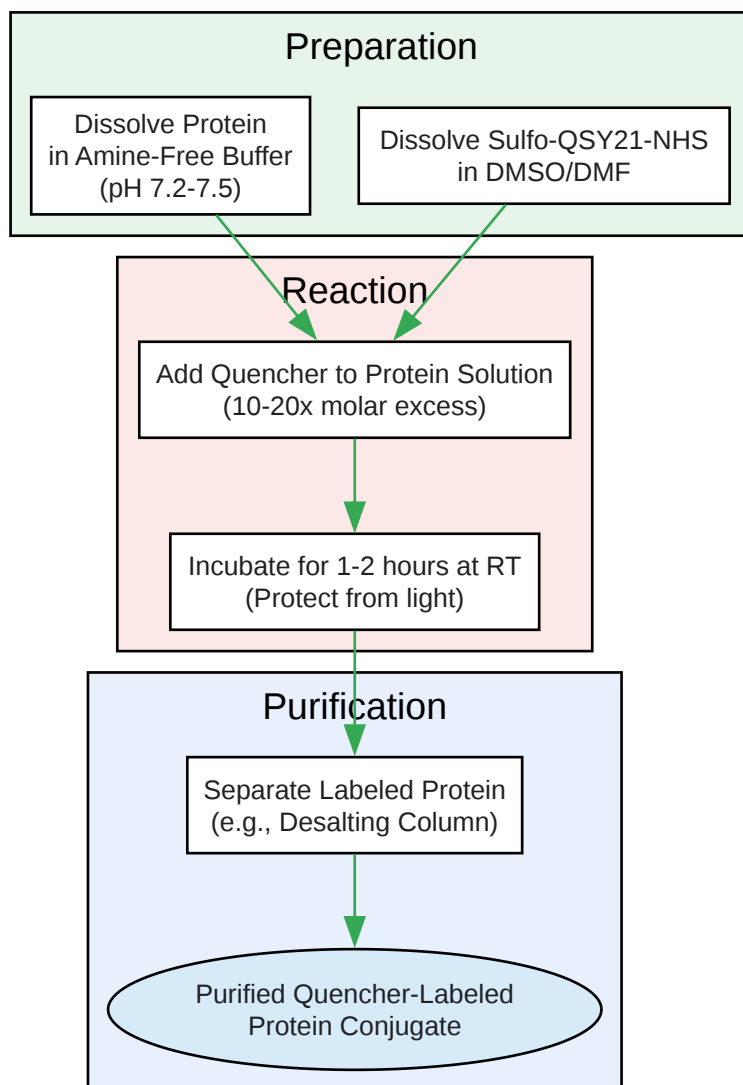 Preparation
Dissolve Protein
in Amine-Free Buffer
(pH 7.2-7.5)
Dissolve Sulfo-QSY21-NHS
in DMSO/DMF
Reaction
Add Quencher to Protein Solution
(10-20x molar excess)
Incubate for 1-2 hours at RT
(Protect from light)
Purification
Separate Labeled Protein
(e.g., Desalting Column)
Purified Quencher-Labeled
Protein Conjugate